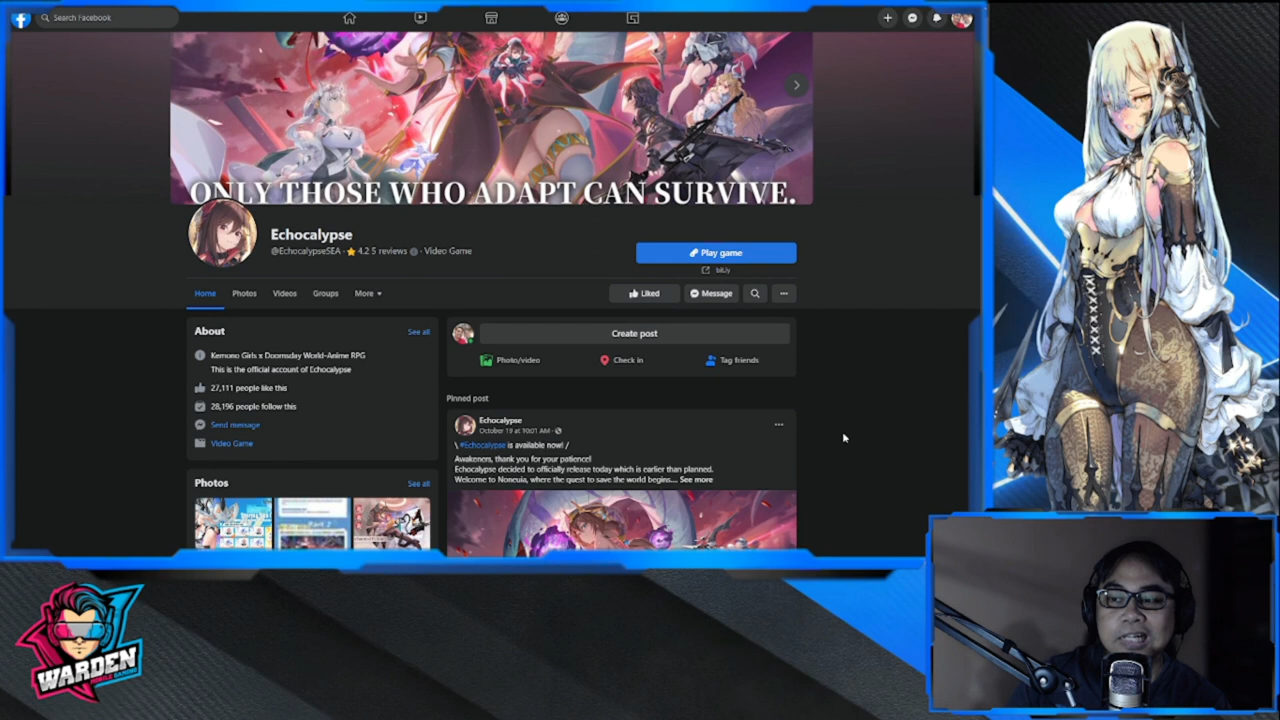 Search Facebook
ONLY THOSE WHO ADAPT CAN SURVIVE.
Echocalypse
@EchocalypseSEA · 4.2 5 reviews · Video Game
Play game
bit.ly
Home
Photos
Videos
Groups
More
Liked
Message
About
See all
Kemono Girls x Doomsday World-Anime RPG
This is the official account of Echocalypse
27,111 people like this
28,196 people follow this
Send message
Video Game
Photos
See all
Create post
Photo/video
Check in
Tag friends
Pinned post
Echocalypse
October 19 at 10:01 AM ·
\ #Echocalypse is available now! /
Awakeners, thank you for your patience!
Echocalypse decided to officially release today which is earlier than planned.
Welcome to Noneuia, where the quest to save the world begins.... See more
WARDEN
MOBILE GAMING